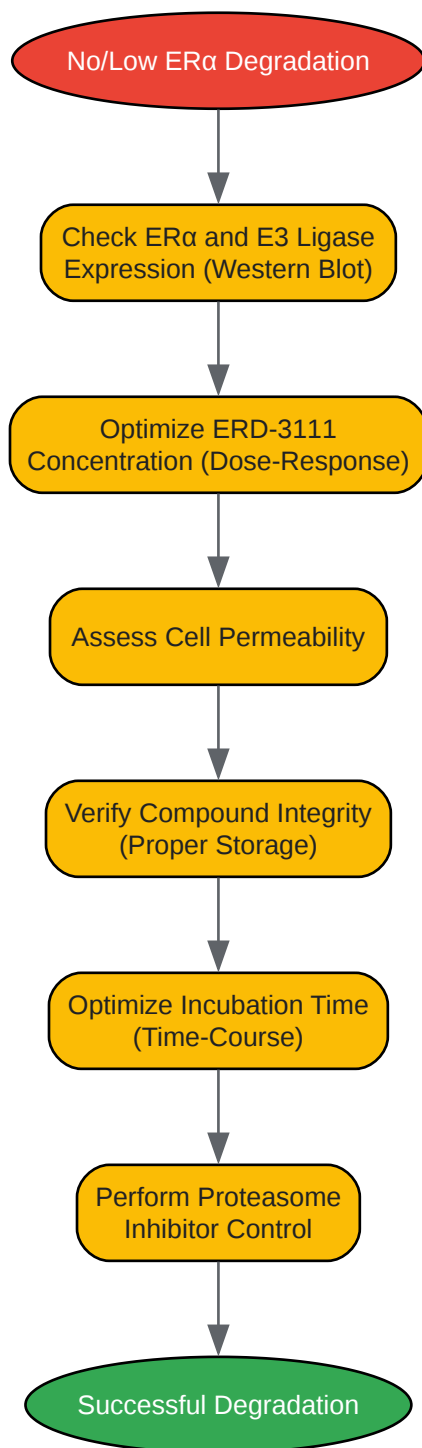 No/Low ERα Degradation
Check ERα and E3 Ligase
Expression (Western Blot)
Optimize ERD-3111
Concentration (Dose-Response)
Assess Cell Permeability
Verify Compound Integrity
(Proper Storage)
Optimize Incubation Time
(Time-Course)
Perform Proteasome
Inhibitor Control
Successful Degradation